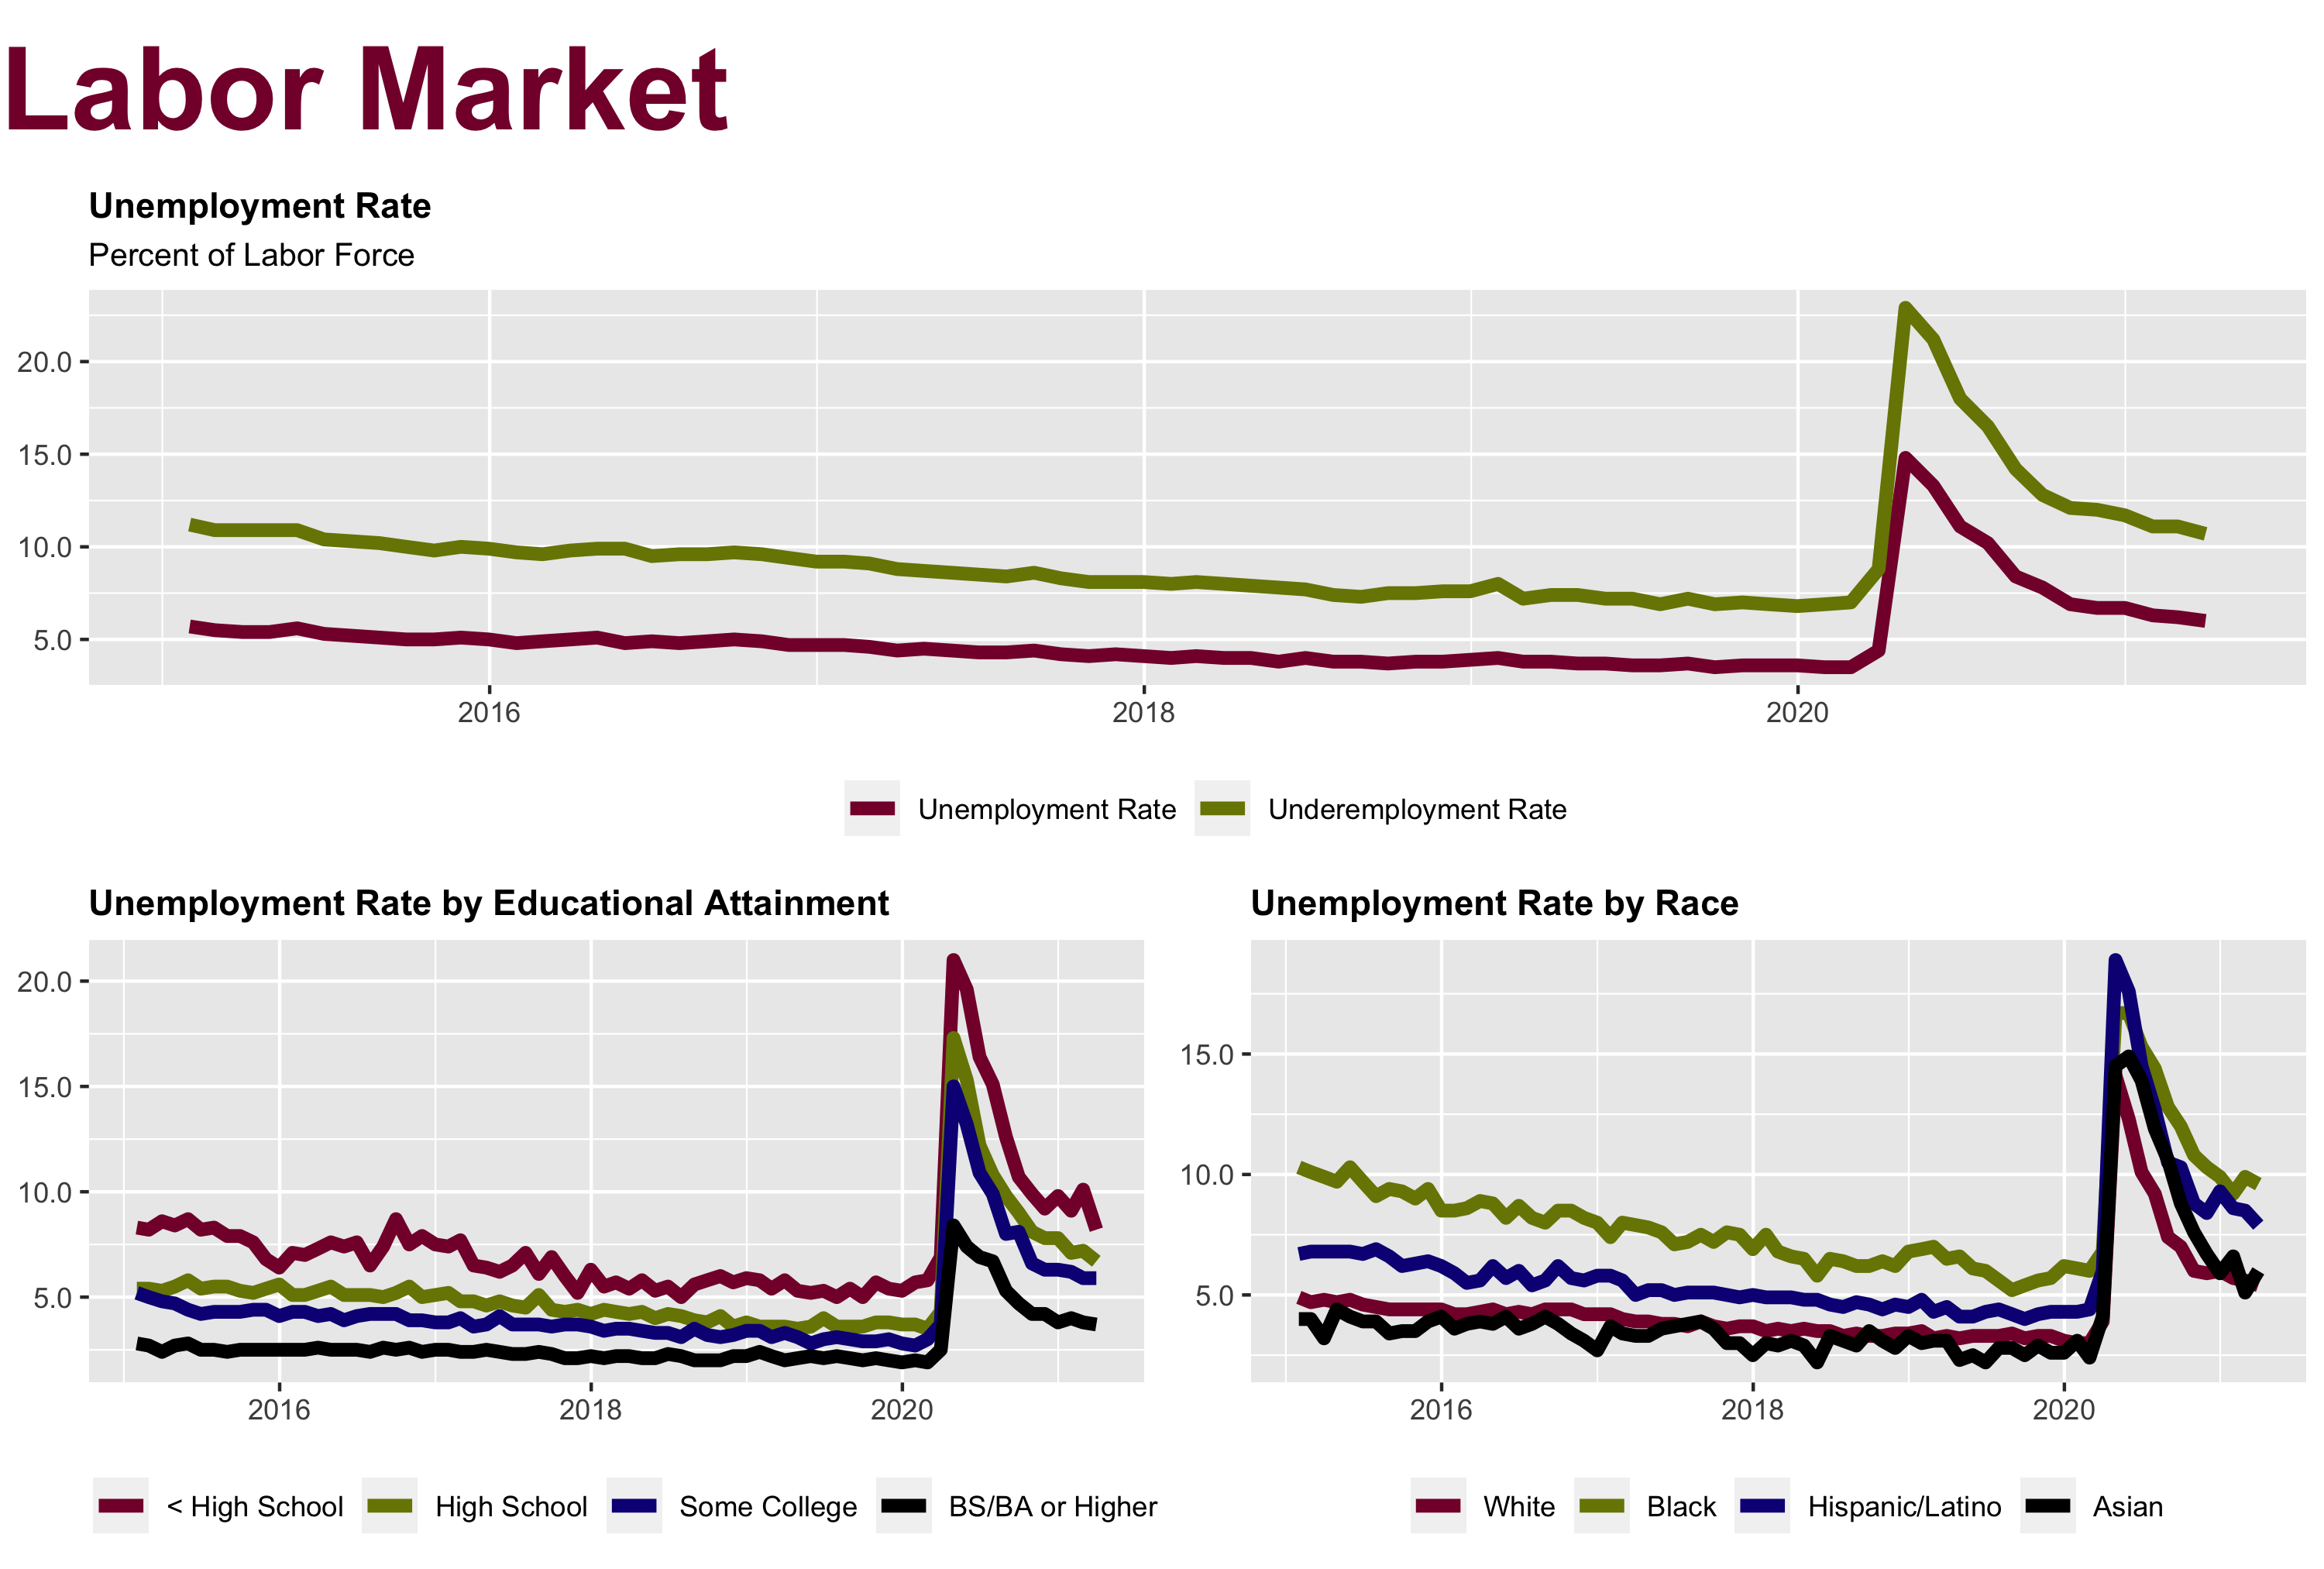 Labor Market
Unemployment Rate
Percent of Labor Force
20.0
15.0
10.0
5.0
2016 2018 2020
Unemployment Rate Underemployment Rate
Unemployment Rate by Educational Attainment
20.0
15.0
10.0
5.0
2016 2018 2020
< High School High School Some College BS/BA or Higher
Unemployment Rate by Race
15.0
10.0
5.0
2016 2018 2020
White Black Hispanic/Latino Asian